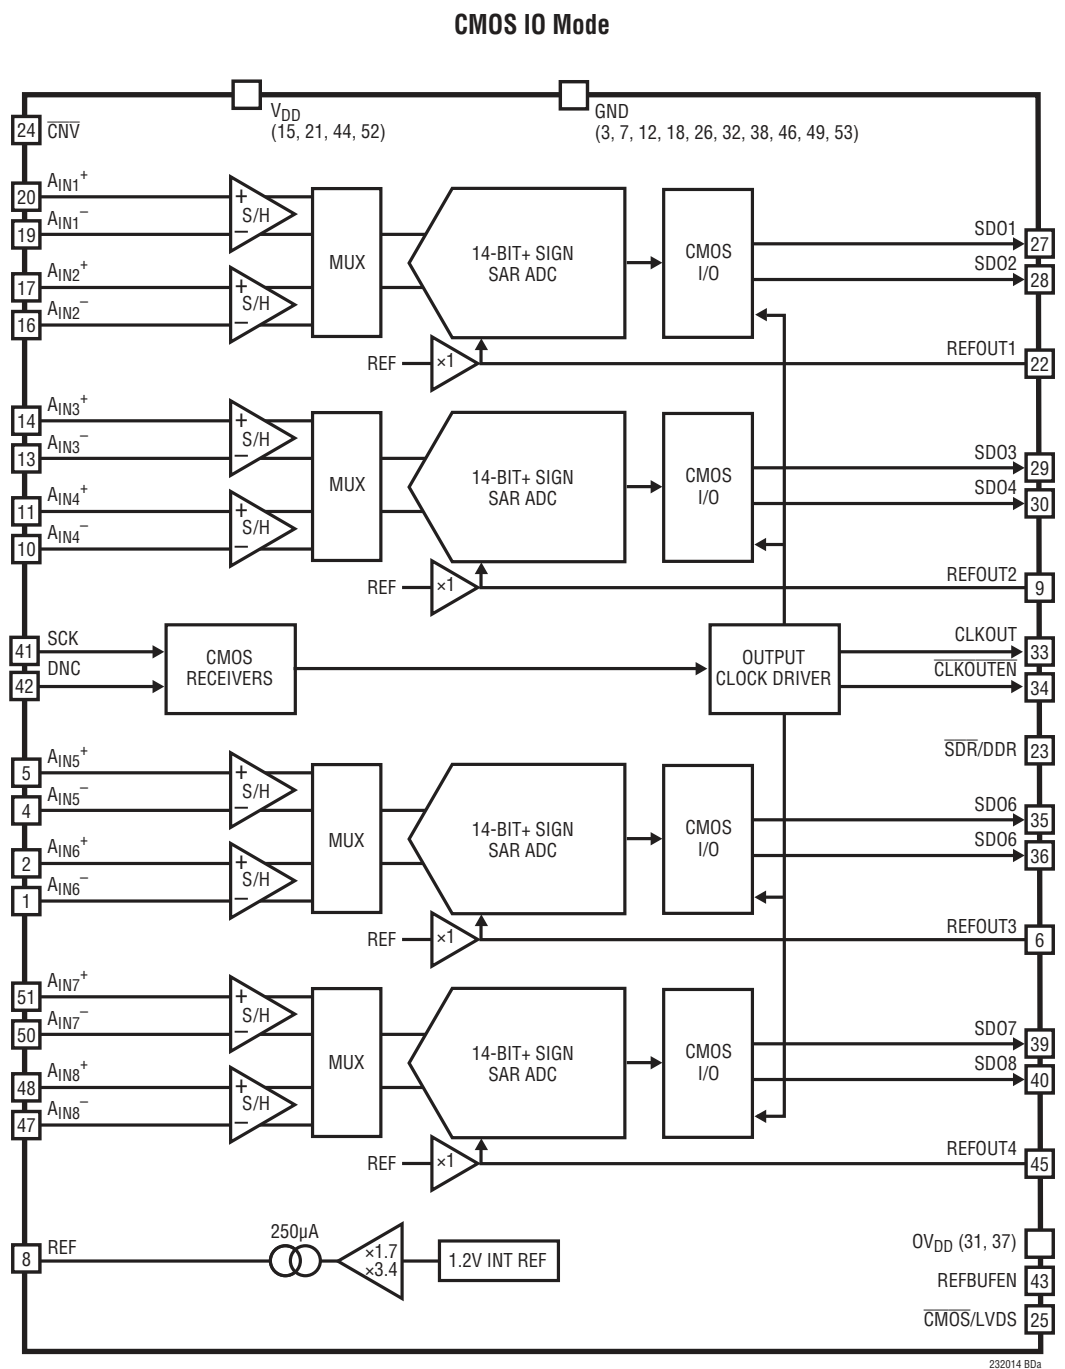 CMOS IO Mode
VDD
(15, 21, 44, 52)
GND
(3, 7, 12, 18, 26, 32, 38, 46, 49, 53)
24 CNV
20 AIN1+
19 AIN1–
17 AIN2+
16 AIN2–
+ S/H –
+ S/H –
MUX
14-BIT+ SIGN
SAR ADC
CMOS
I/O
SDO1 27
SDO2 28
REF ×1
REFOUT1 22
14 AIN3+
13 AIN3–
11 AIN4+
10 AIN4–
+ S/H –
+ S/H –
MUX
14-BIT+ SIGN
SAR ADC
CMOS
I/O
SDO3 29
SDO4 30
REF ×1
REFOUT2 9
41 SCK
42 DNC
CMOS
RECEIVERS
OUTPUT
CLOCK DRIVER
CLKOUT 33
CLKOUTEN 34
SDR/DDR 23
5 AIN5+
4 AIN5–
2 AIN6+
1 AIN6–
+ S/H –
+ S/H –
MUX
14-BIT+ SIGN
SAR ADC
CMOS
I/O
SDO6 35
SDO6 36
REF ×1
REFOUT3 6
51 AIN7+
50 AIN7–
48 AIN8+
47 AIN8–
+ S/H –
+ S/H –
MUX
14-BIT+ SIGN
SAR ADC
CMOS
I/O
SDO7 39
SDO8 40
REF ×1
REFOUT4 45
8 REF
250µA
×1.7
×3.4
1.2V INT REF
OVDD (31, 37)
REFBUFEN 43
CMOS/LVDS 25
232014 BDa